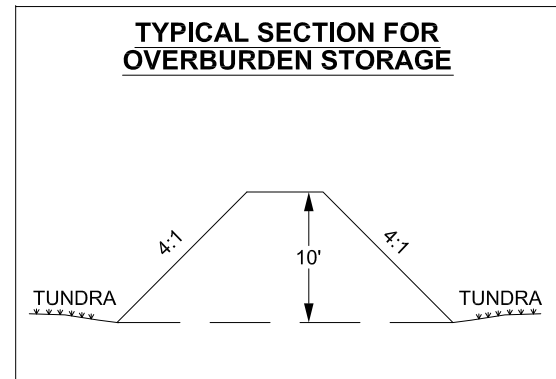 TYPICAL SECTION FOR
OVERBURDEN STORAGE
4:1
4:1
10'
TUNDRA
TUNDRA